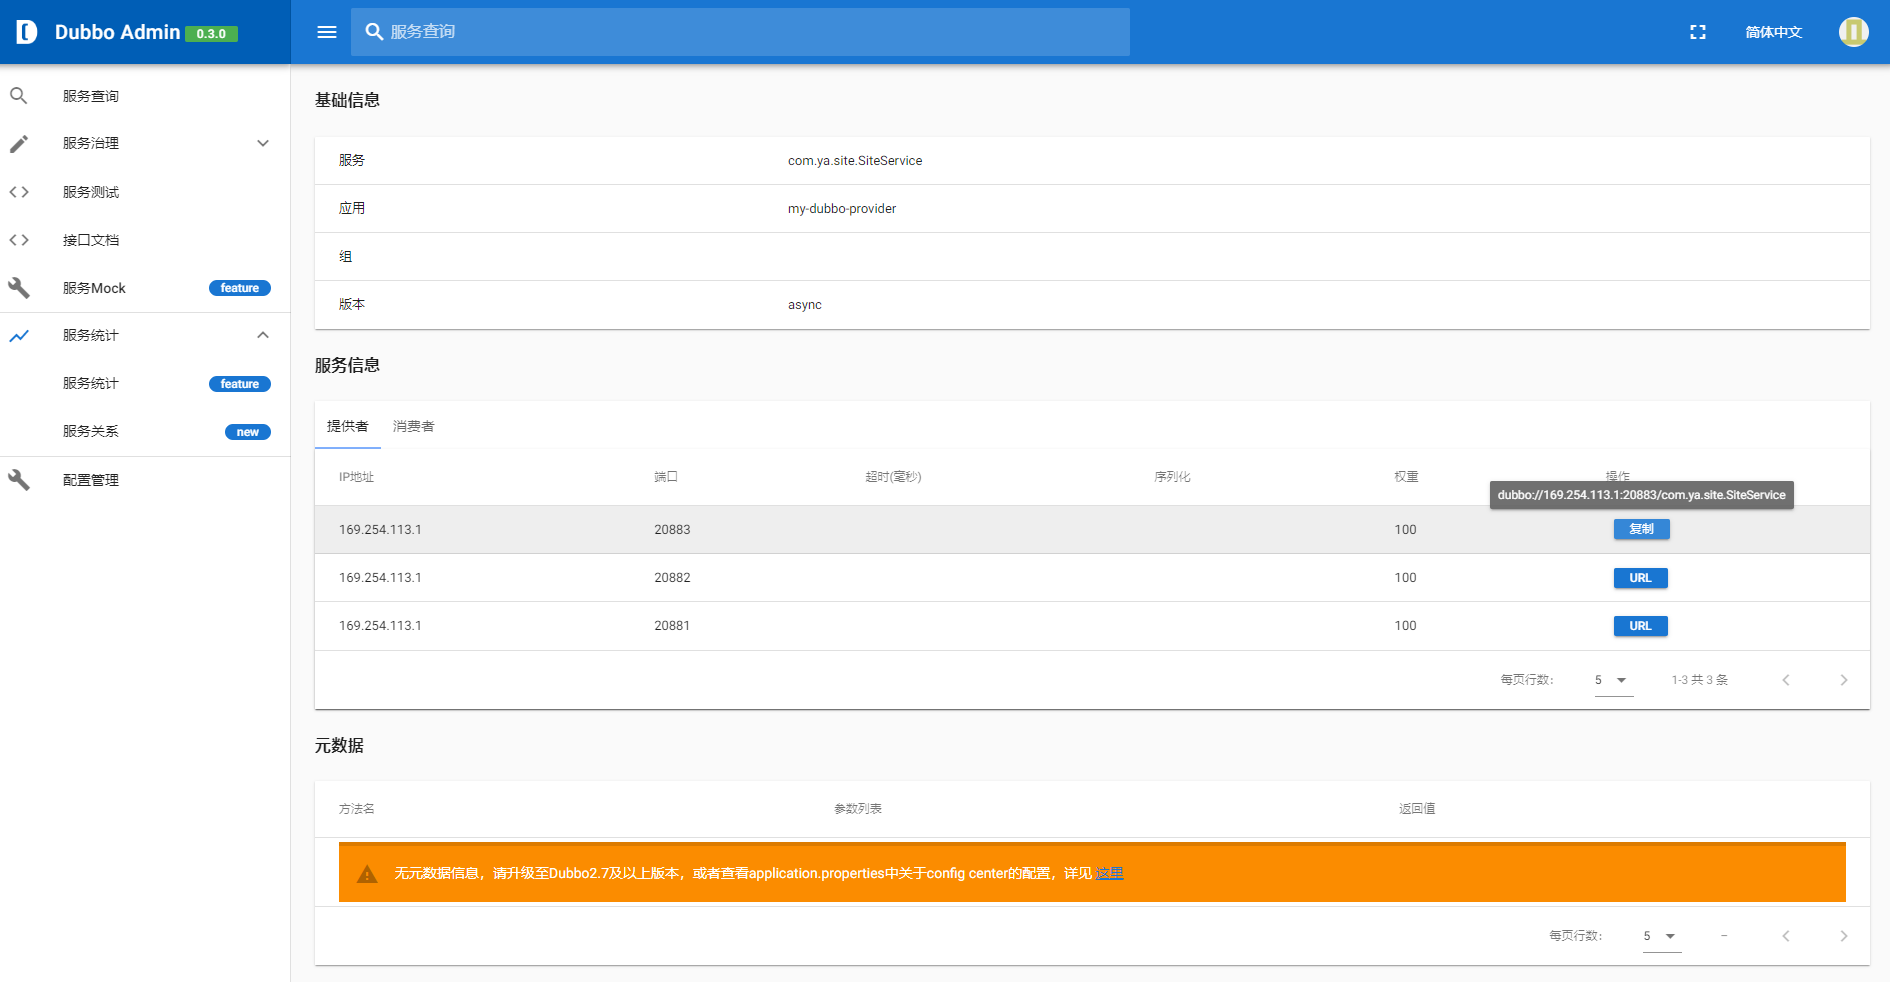 Dubbo Admin 0.3.0
服务查询
简体中文
服务查询
服务治理
服务测试
接口文档
服务Mock feature
服务统计
服务统计 feature
服务关系 new
配置管理
基础信息
服务 com.ya.site.SiteService
应用 my-dubbo-provider
组
版本 async
服务信息
提供者 消费者
IP地址 端口 超时(毫秒) 序列化 权重 操作
dubbo://169.254.113.1:20883/com.ya.site.SiteService
169.254.113.1 20883 100 复制
169.254.113.1 20882 100 URL
169.254.113.1 20881 100 URL
每页行数: 5 1-3 共 3 条
元数据
方法名 参数列表 返回值
无元数据信息，请升级至Dubbo2.7及以上版本，或者查看application.properties中关于config center的配置，详见 这里
每页行数: 5 –